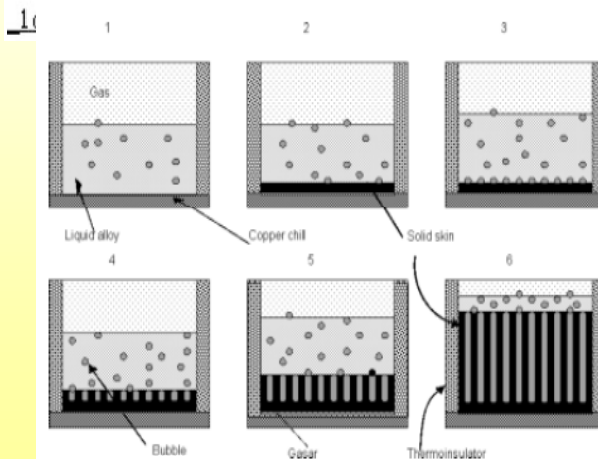 1 2 3
Gas
Liquid alloy Copper chill Solid skin
4 5 6
Bubble Gasar Thermoinsulator